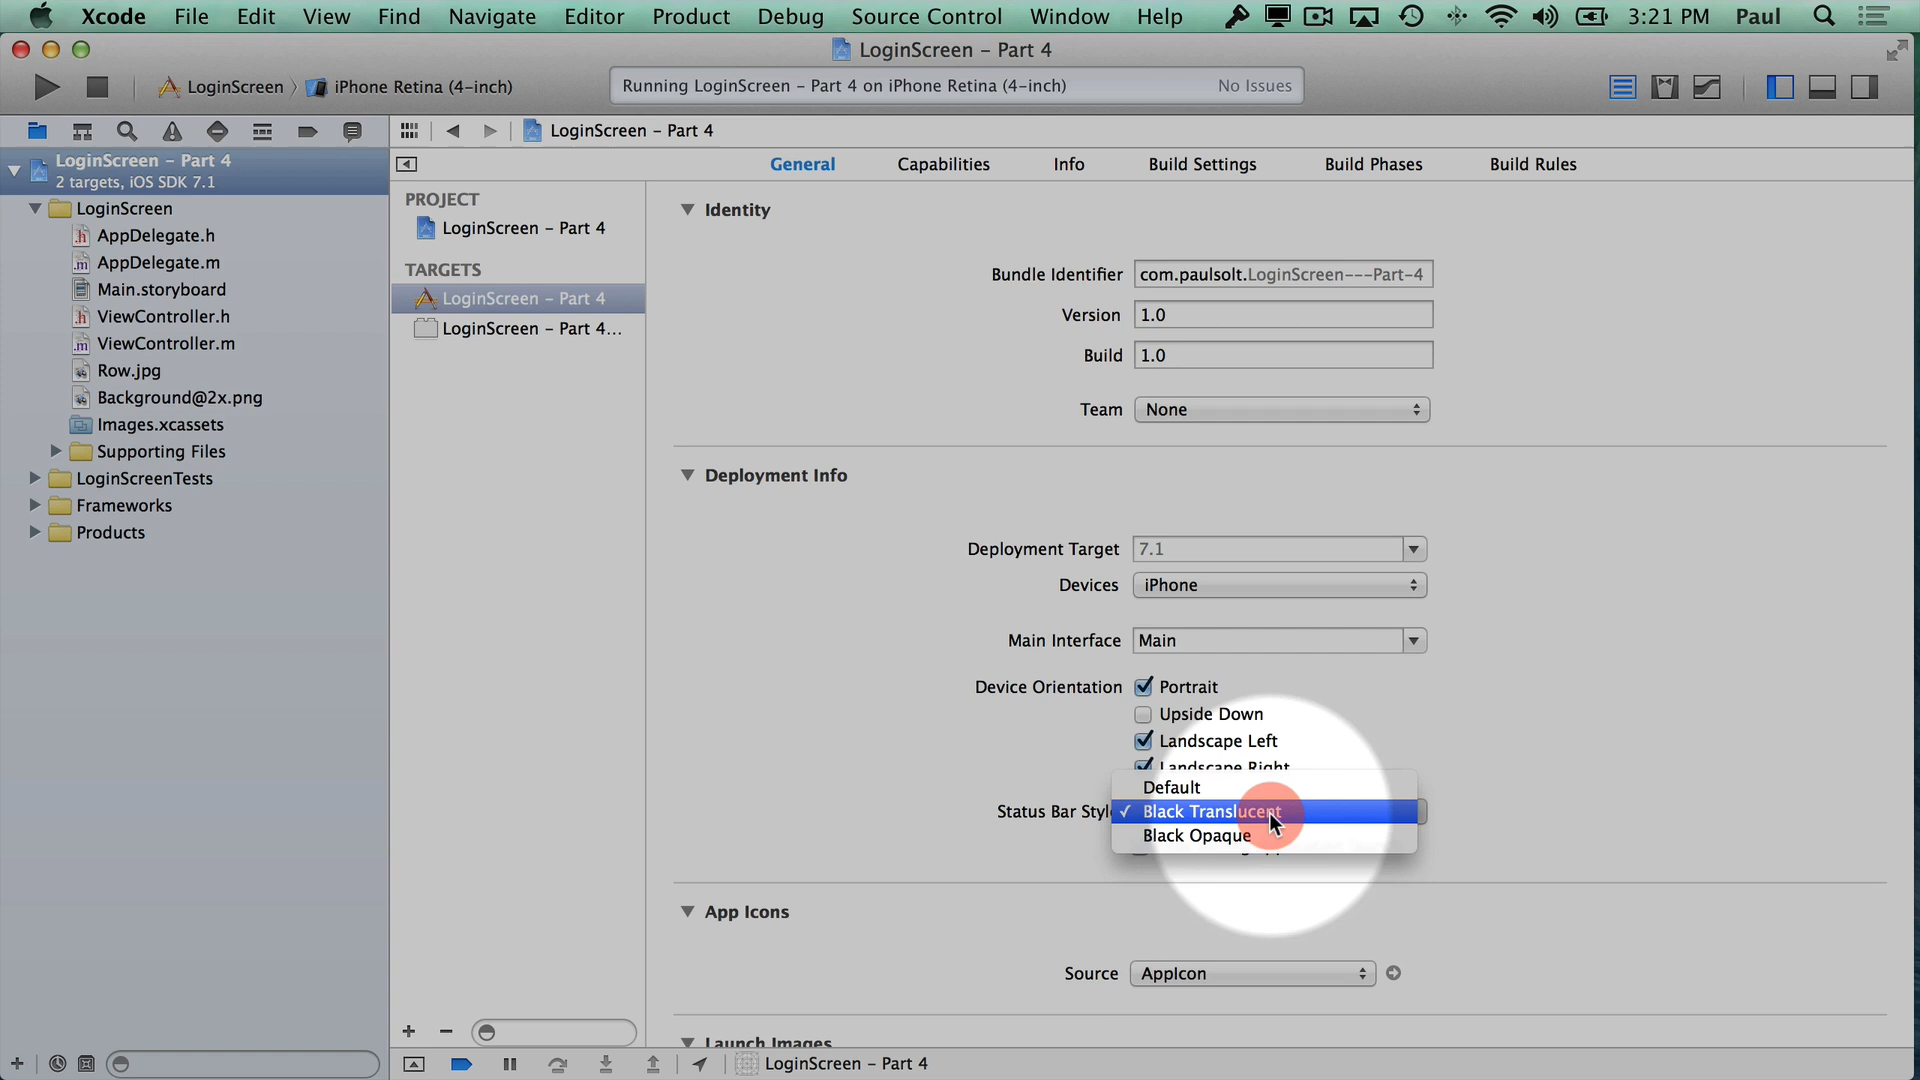 Xcode File Edit View Find Navigate Editor Product Debug Source Control Window Help 3:21 PM Paul
LoginScreen – Part 4
LoginScreen iPhone Retina (4-inch)
Running LoginScreen – Part 4 on iPhone Retina (4-inch) No Issues
LoginScreen – Part 4
2 targets, iOS SDK 7.1
LoginScreen
AppDelegate.h
AppDelegate.m
Main.storyboard
ViewController.h
ViewController.m
Row.jpg
Background@2x.png
Images.xcassets
Supporting Files
LoginScreenTests
Frameworks
Products
LoginScreen – Part 4
General Capabilities Info Build Settings Build Phases Build Rules
PROJECT
LoginScreen – Part 4
TARGETS
LoginScreen – Part 4
LoginScreen – Part 4...
Identity
Bundle Identifier com.paulsolt.LoginScreen---Part-4
Version 1.0
Build 1.0
Team None
Deployment Info
Deployment Target 7.1
Devices iPhone
Main Interface Main
Device Orientation Portrait
Upside Down
Landscape Left
Landscape Right
Default
Status Bar Style Black Translucent
Black Opaque
App Icons
Source AppIcon
Launch Images
LoginScreen – Part 4